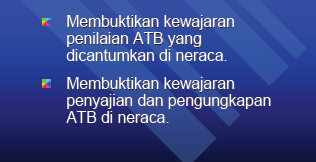 Membuktikan kewajaran
penilaian ATB yang
dicantumkan di neraca.
Membuktikan kewajaran
penyajian dan pengungkapan
ATB di neraca.